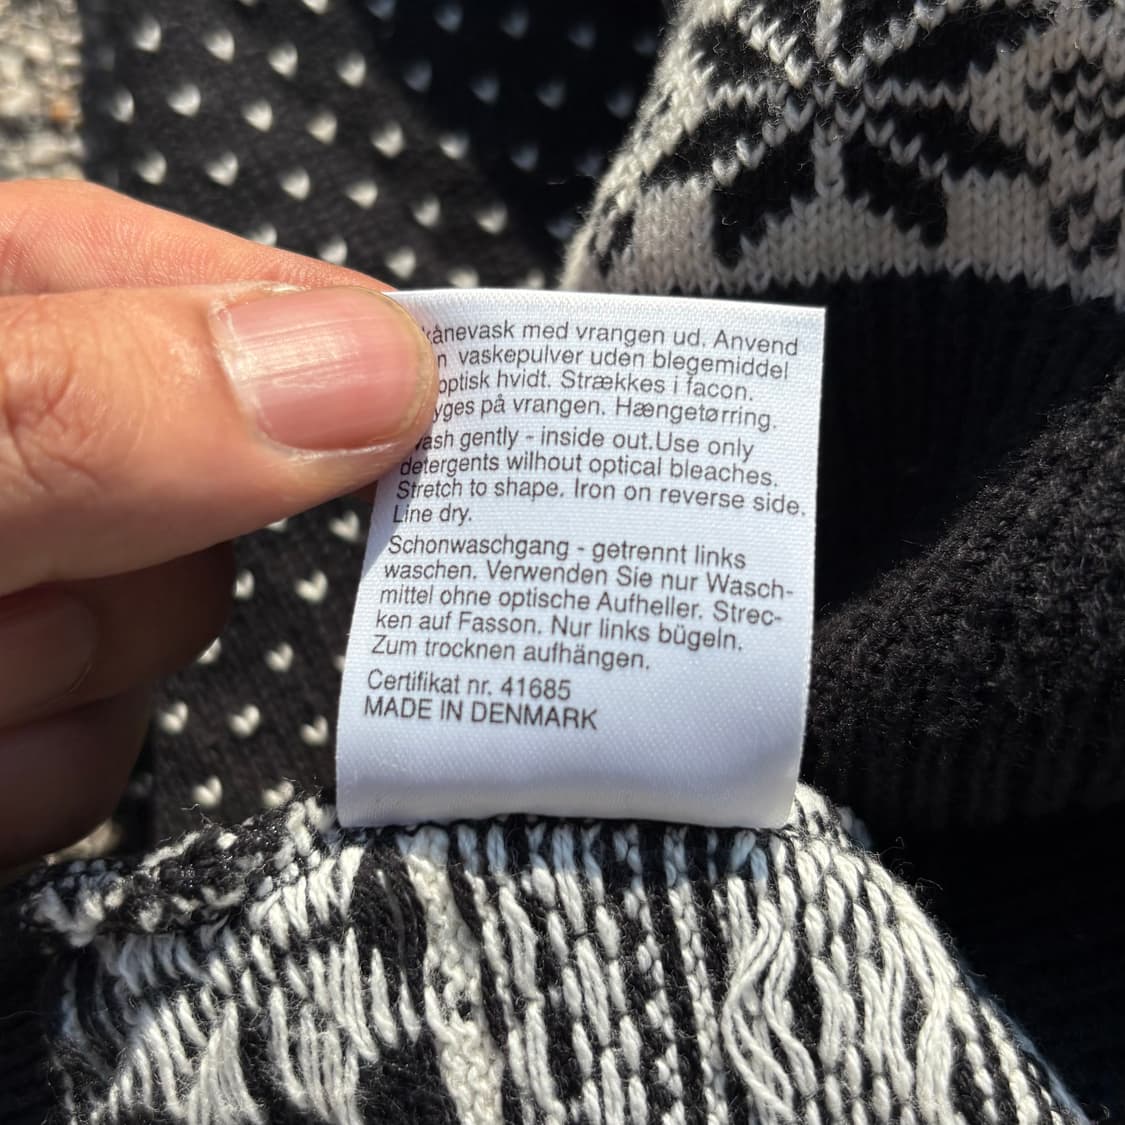 med vrangen ud. Anvend
vaskepulver uden blegemiddel
optisk hvidt. Strækkes i facon.
på vrangen. Hængetørring.
gently - inside out.Use only
detergents wilhout optical bleaches.
Stretch to shape. Iron on reverse side.
Line dry.
Schonwaschgang - getrennt links
waschen. Verwenden Sie nur Wasch-
mittel ohne optische Aufheller. Strec-
ken auf Fasson. Nur links bügeln.
Zum trocknen aufhängen.
Certifikat nr. 41685
MADE IN DENMARK